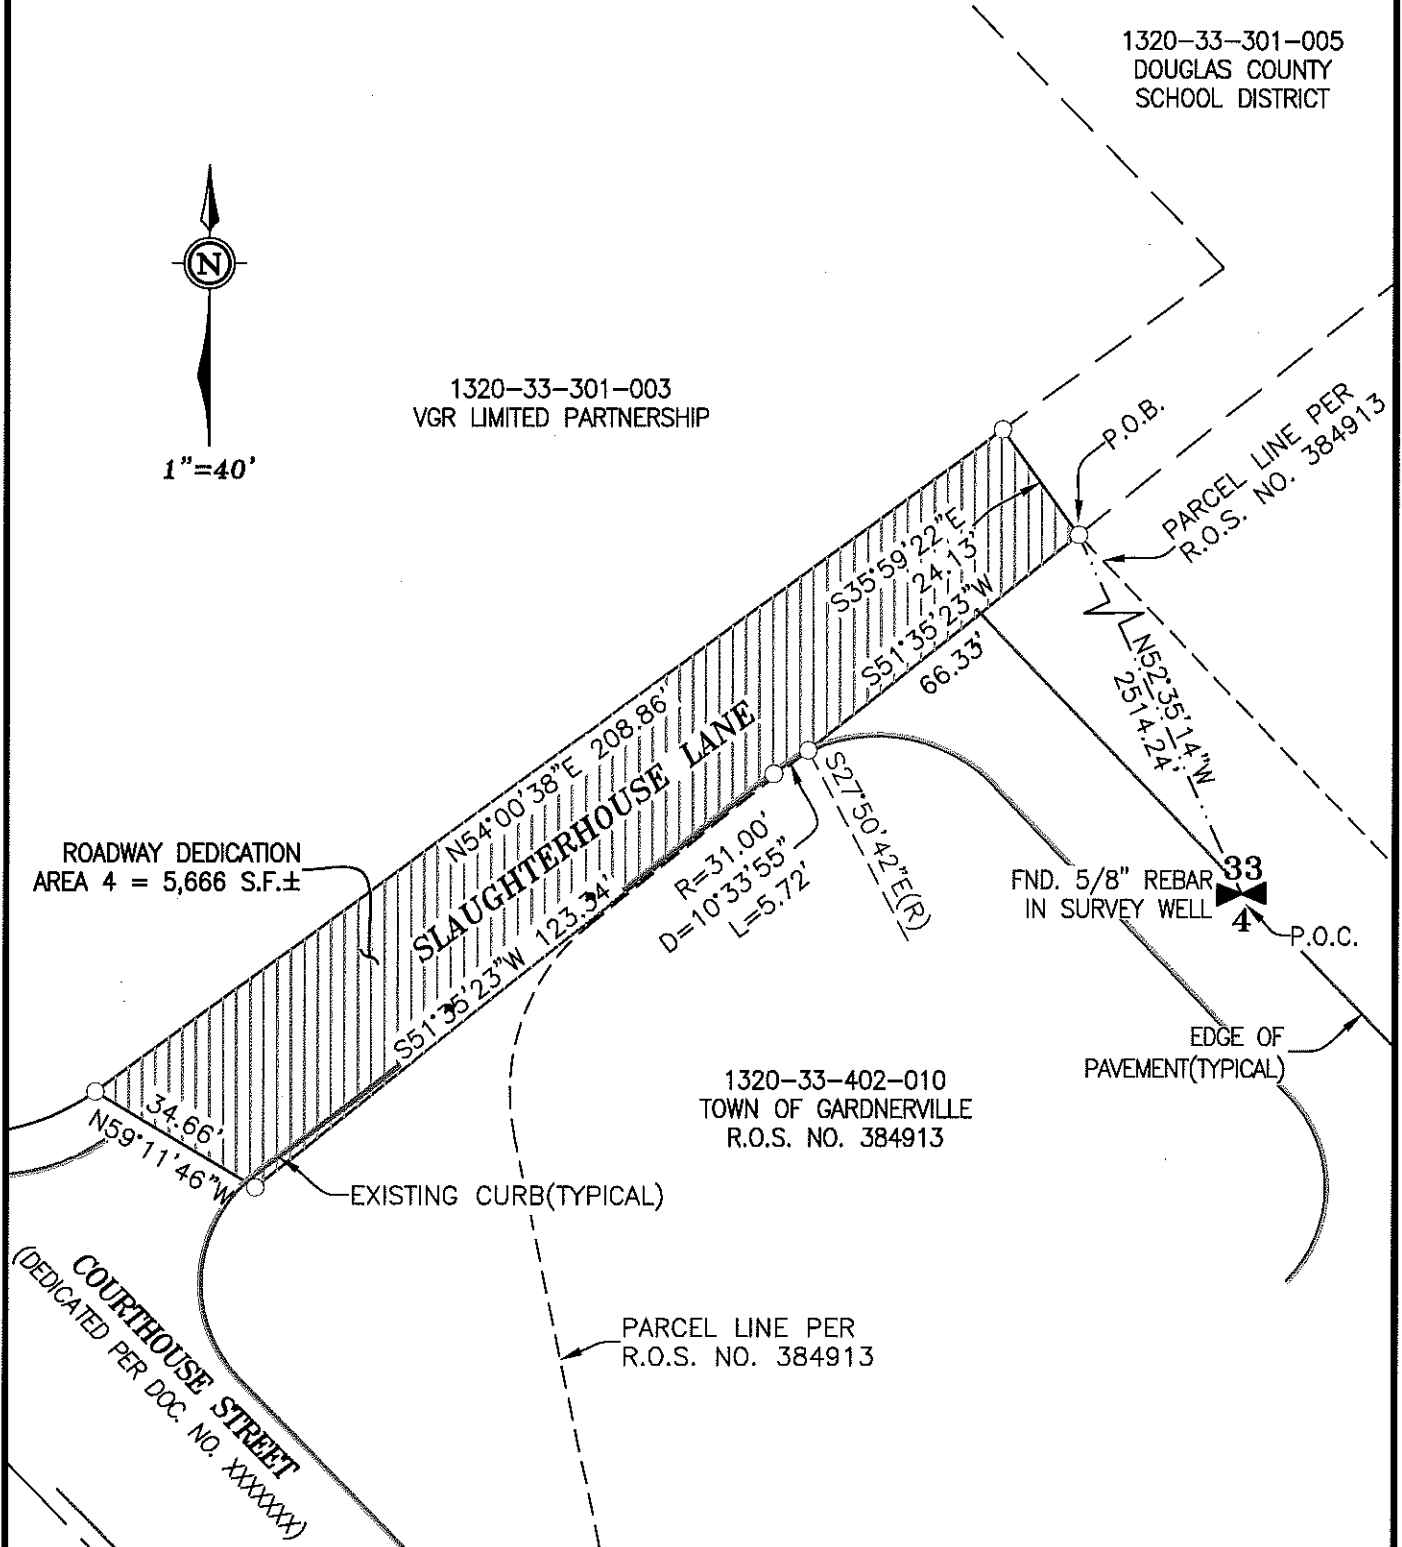 1320-33-301-005
DOUGLAS COUNTY
SCHOOL DISTRICT
N
1"=40'
1320-33-301-003
VGR LIMITED PARTNERSHIP
P.O.B.
PARCEL LINE PER
R.O.S. NO. 384913
S35°59'22"E
24.13'
S51°35'23"W
66.33'
N52°35'14"W
2514.24'
N54°00'38"E 208.86'
SLAUGHTERHOUSE LANE
S27°50'42"E(R)
R=31.00'
D=10°33'55"
L=5.72'
ROADWAY DEDICATION
AREA 4 = 5,666 S.F.±
S51°35'23"W 123.34'
FND. 5/8" REBAR
IN SURVEY WELL
33
4
P.O.C.
EDGE OF
PAVEMENT(TYPICAL)
1320-33-402-010
TOWN OF GARDNERVILLE
R.O.S. NO. 384913
34.66'
N59°11'46"W
EXISTING CURB(TYPICAL)
COURTHOUSE STREET
(DEDICATED PER DOC. NO. XXXXXXX)
PARCEL LINE PER
R.O.S. NO. 384913